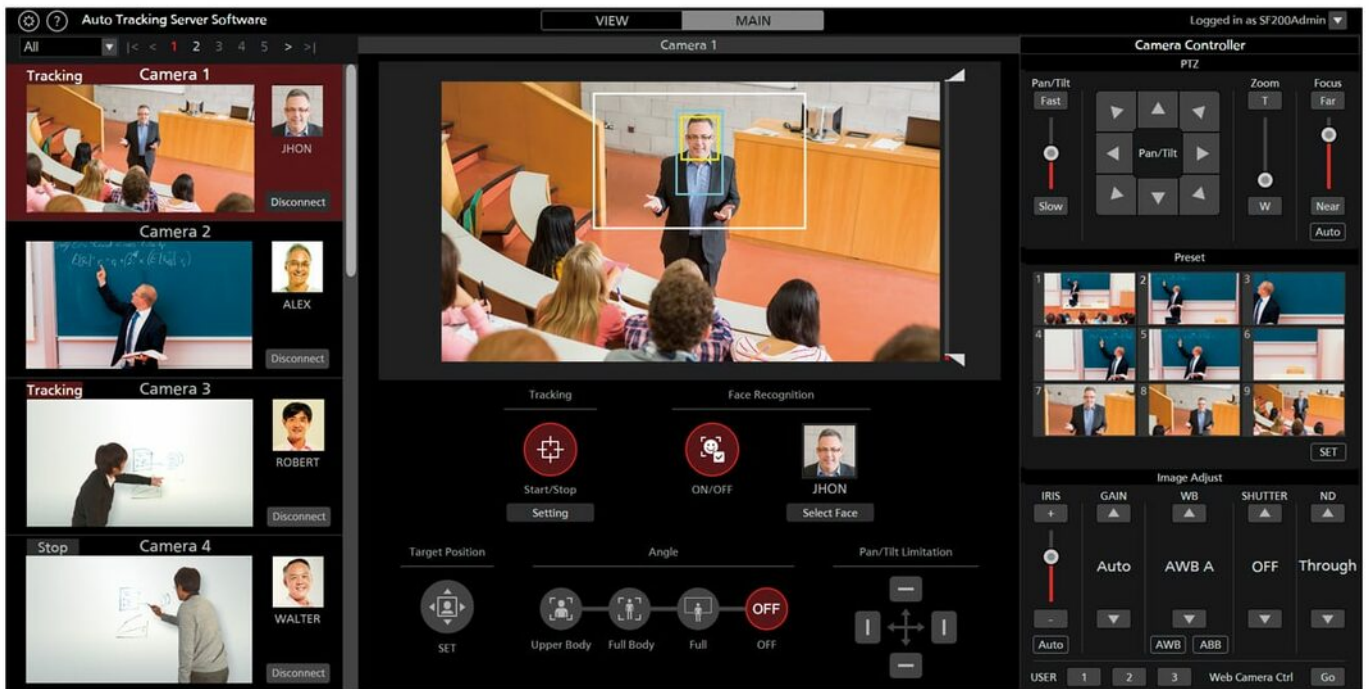 Auto Tracking Server Software
VIEW MAIN
Logged in as SF200Admin
All |< < 1 2 3 4 5 > >|
Tracking Camera 1
JHON
Disconnect
Camera 2
ALEX
Disconnect
Tracking Camera 3
ROBERT
Disconnect
Stop Camera 4
WALTER
Disconnect
Camera 1
Tracking
Start/Stop
Setting
Face Recognition
ON/OFF
JHON
Select Face
Target Position
SET
Angle
OFF
Upper Body Full Body Full OFF
Pan/Tilt Limitation
Camera Controller
PTZ
Pan/Tilt Zoom Focus
Fast T Far
Pan/Tilt
Slow W Near
Auto
Preset
1 2 3
4 5 6
7 8 9
SET
Image Adjust
IRIS GAIN WB SHUTTER ND
+
Auto AWB A OFF Through
-
Auto AWB ABB
USER 1 2 3 Web Camera Ctrl Go